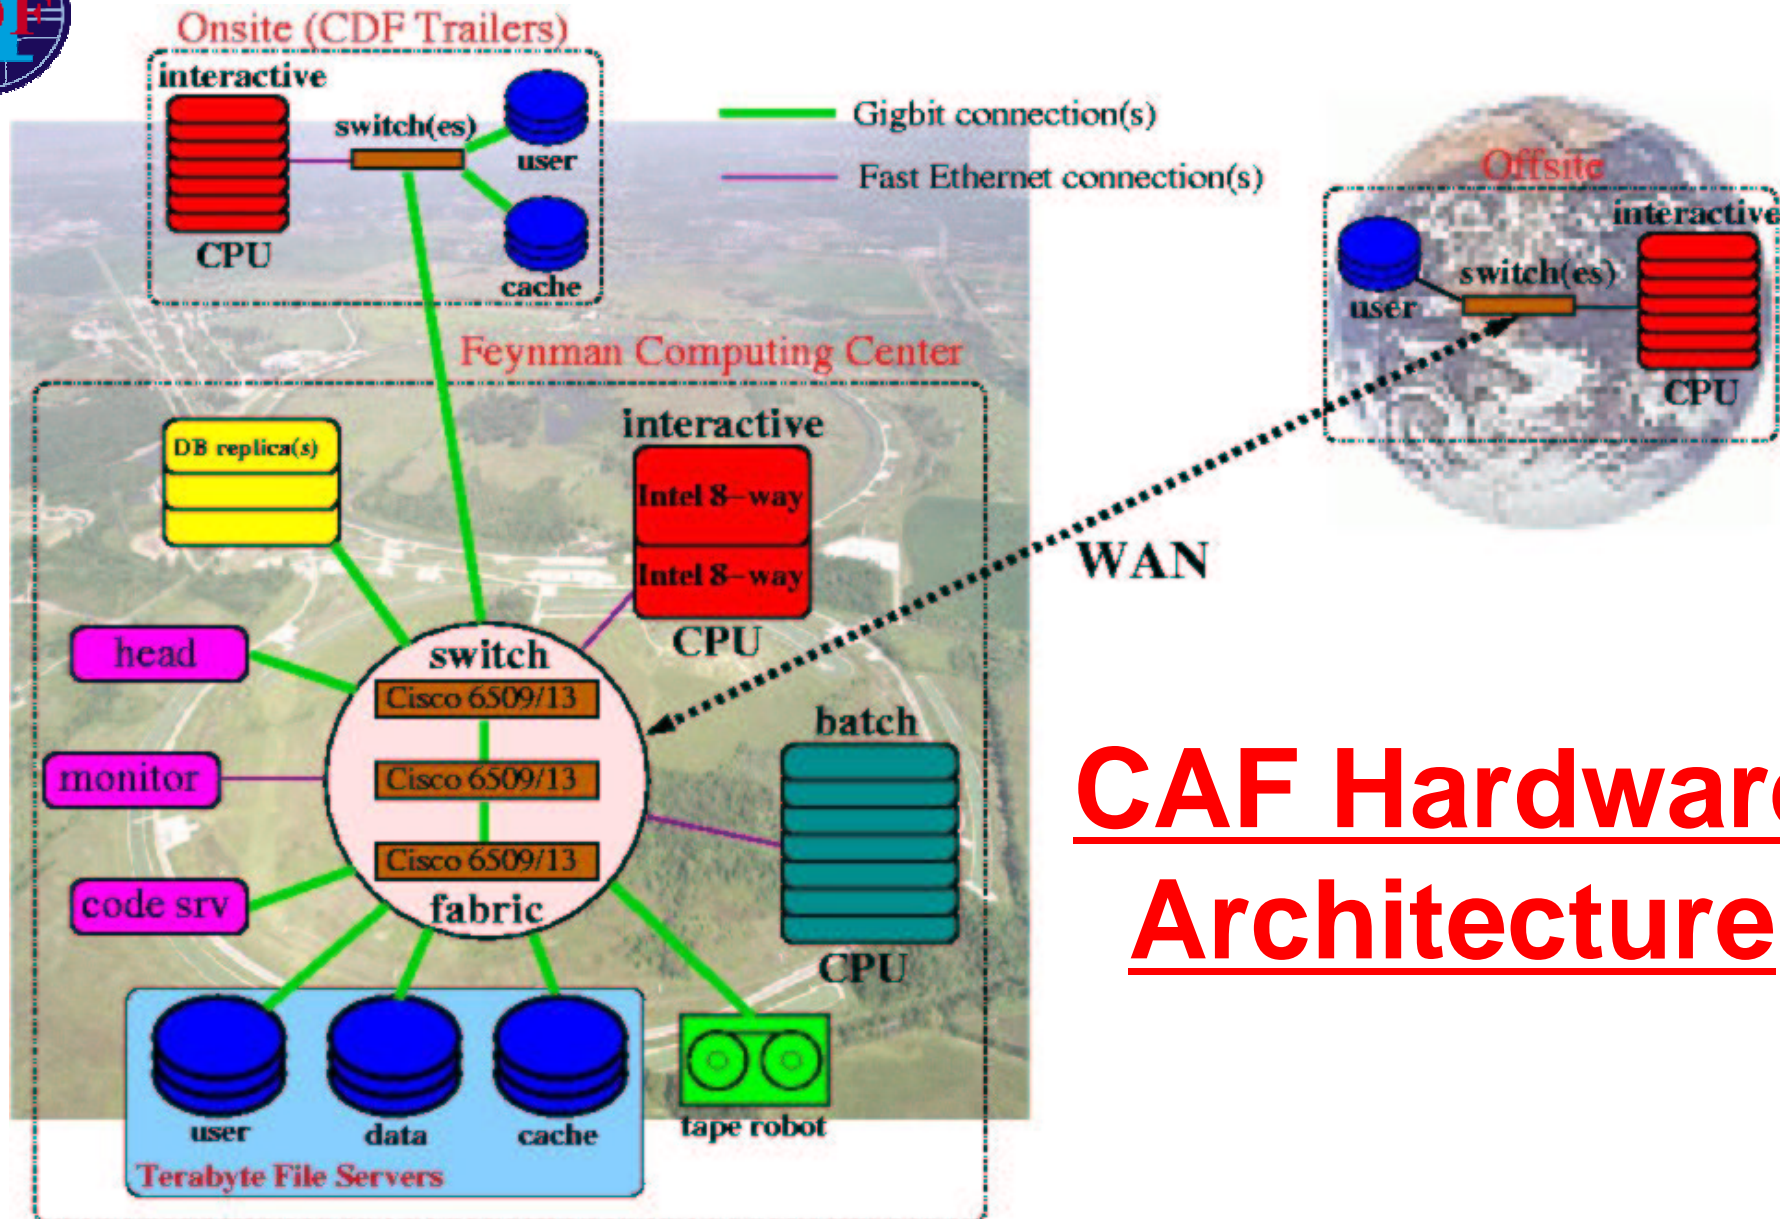 Onsite (CDF Trailers)
interactive
switch(es)
user
CPU
cache
Gigbit connection(s)
Fast Ethernet connection(s)
Offsite
interactive
switch(es)
user
CPU
Feynman Computing Center
DB replica(s)
interactive
Intel 8-way
Intel 8-way
CPU
WAN
head
switch
Cisco 6509/13
monitor
Cisco 6509/13
batch
code srv
Cisco 6509/13
fabric
CPU
user
data
cache
tape robot
Terabyte File Servers
CAF Hardware
Architecture